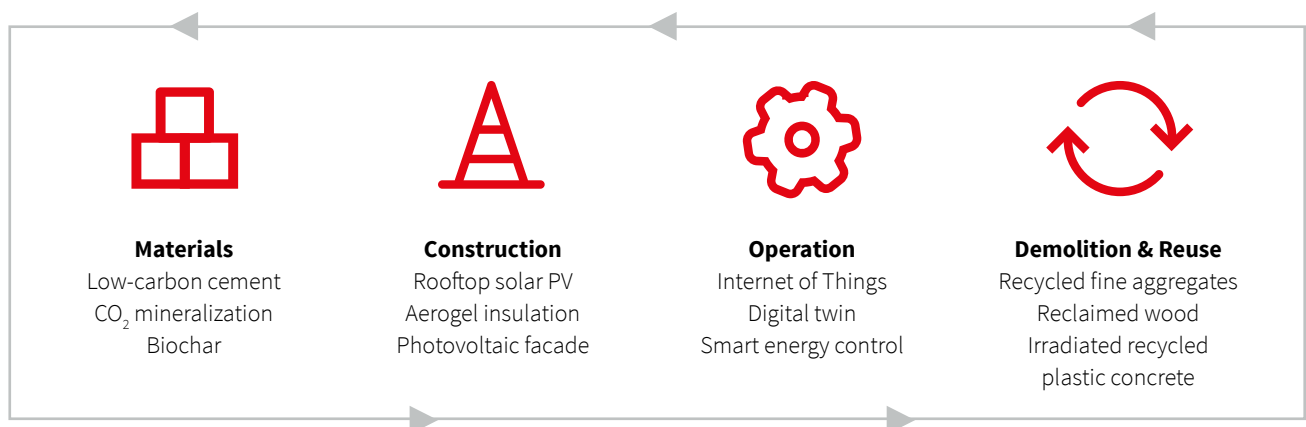 Materials
Low-carbon cement
CO₂ mineralization
Biochar
Construction
Rooftop solar PV
Aerogel insulation
Photovoltaic facade
Operation
Internet of Things
Digital twin
Smart energy control
Demolition & Reuse
Recycled fine aggregates
Reclaimed wood
Irradiated recycled
plastic concrete